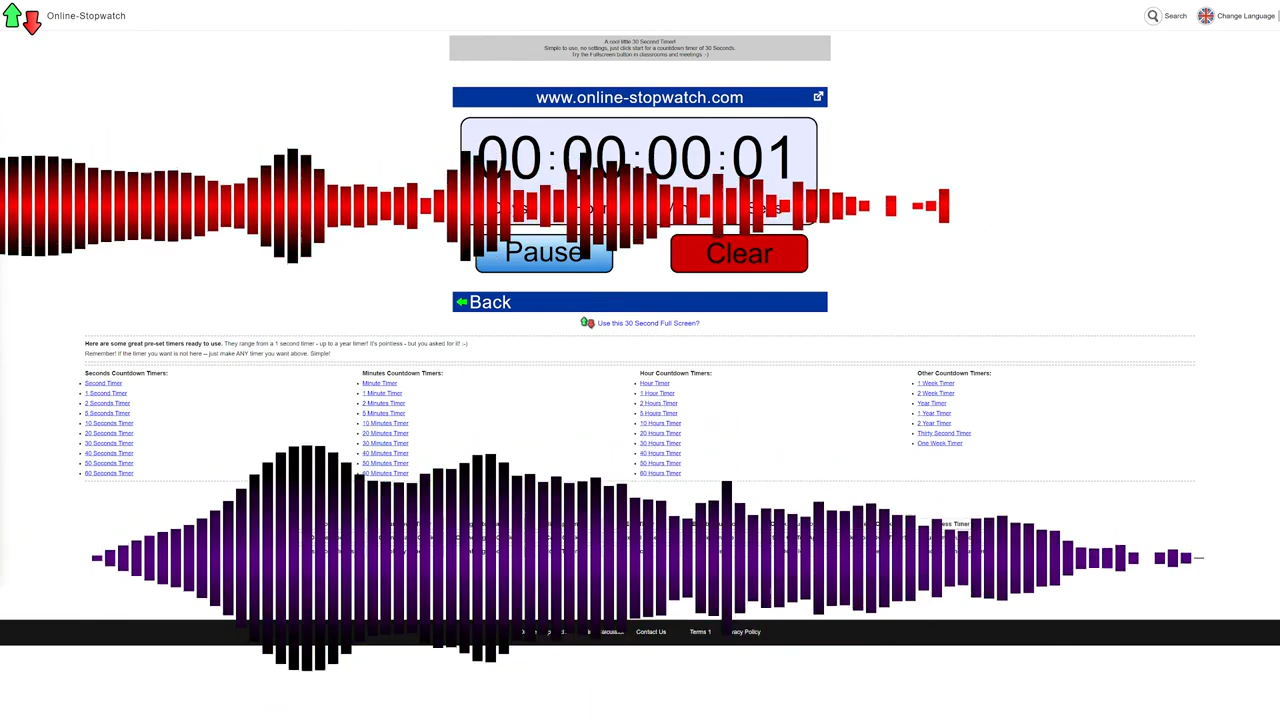 Online-Stopwatch
Search
Change Language
A cool little 30 Second Timer!
Simple to use, no settings, just click start for a countdown timer of 30 Seconds.
Try the Fullscreen button in classrooms and meetings :-)
www.online-stopwatch.com
00:00:00:01
Pause
Clear
Back
Use this 30 Second Full Screen?
Here are some great pre-set timers ready to use. They range from a 1 second timer - up to a year timer! It's pointless - but you asked for it! :-)
Remember! If the timer you want is not here -- just make ANY timer you want above. Simple!
Seconds Countdown Timers:
Second Timer
1 Second Timer
2 Seconds Timer
5 Seconds Timer
10 Seconds Timer
20 Seconds Timer
30 Seconds Timer
40 Seconds Timer
50 Seconds Timer
60 Seconds Timer
Minutes Countdown Timers:
Minute Timer
1 Minute Timer
2 Minutes Timer
5 Minutes Timer
10 Minutes Timer
20 Minutes Timer
30 Minutes Timer
40 Minutes Timer
50 Minutes Timer
60 Minutes Timer
Hour Countdown Timers:
Hour Timer
1 Hour Timer
2 Hours Timer
5 Hours Timer
10 Hours Timer
20 Hours Timer
30 Hours Timer
40 Hours Timer
50 Hours Timer
60 Hours Timer
Other Countdown Timers:
1 Week Timer
2 Week Timer
Year Timer
1 Year Timer
2 Year Timer
Thirty Second Timer
One Week Timer
Contact Us
Terms
Policy